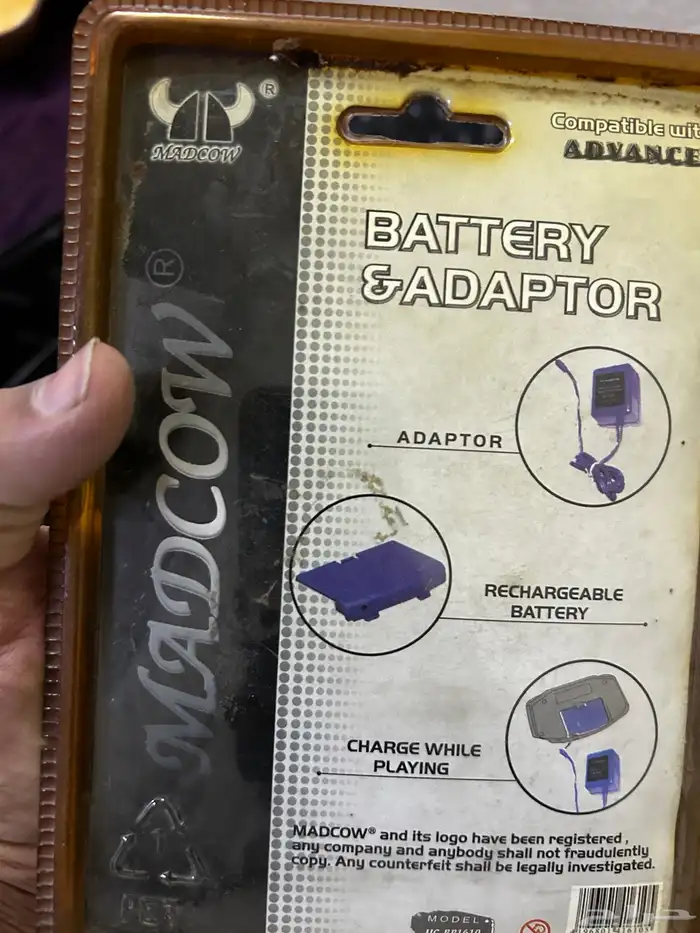 MADCOW
®
Compatible wit
ADVANCE
BATTERY
&ADAPTOR
MADCOW®
ADAPTOR
RECHARGEABLE
BATTERY
CHARGE WHILE
PLAYING
MADCOW® and its logo have been registered,
any company and anybody shall not fraudulently
copy. Any counterfeit shall be legally investigated.
MODEL